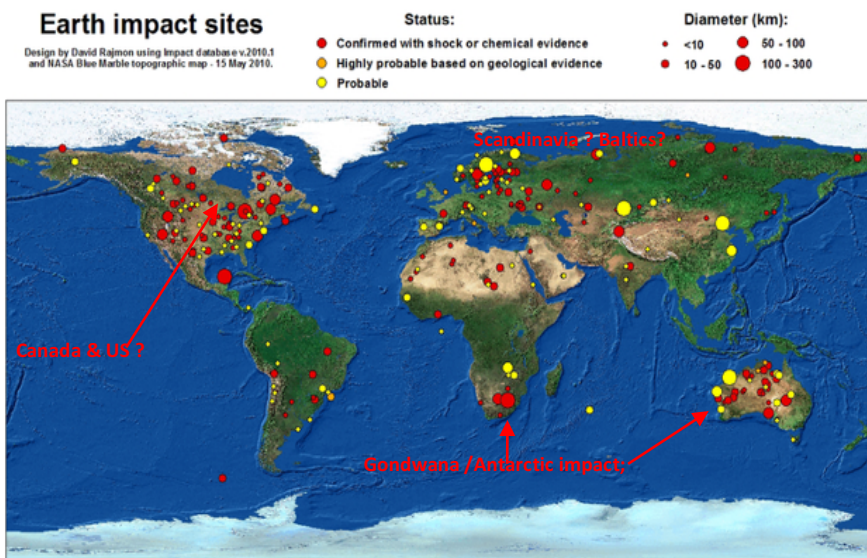 Earth impact sites
Design by David Rajmon using Impact database v.2010.1
and NASA Blue Marble topographic map - 15 May 2010.
Status:
Confirmed with shock or chemical evidence
Highly probable based on geological evidence
Probable
Diameter (km):
<10
10 - 50
50 - 100
100 - 300
Scandinavia ? Baltics?
Canada & US ?
Gondwana /Antarctic impact;